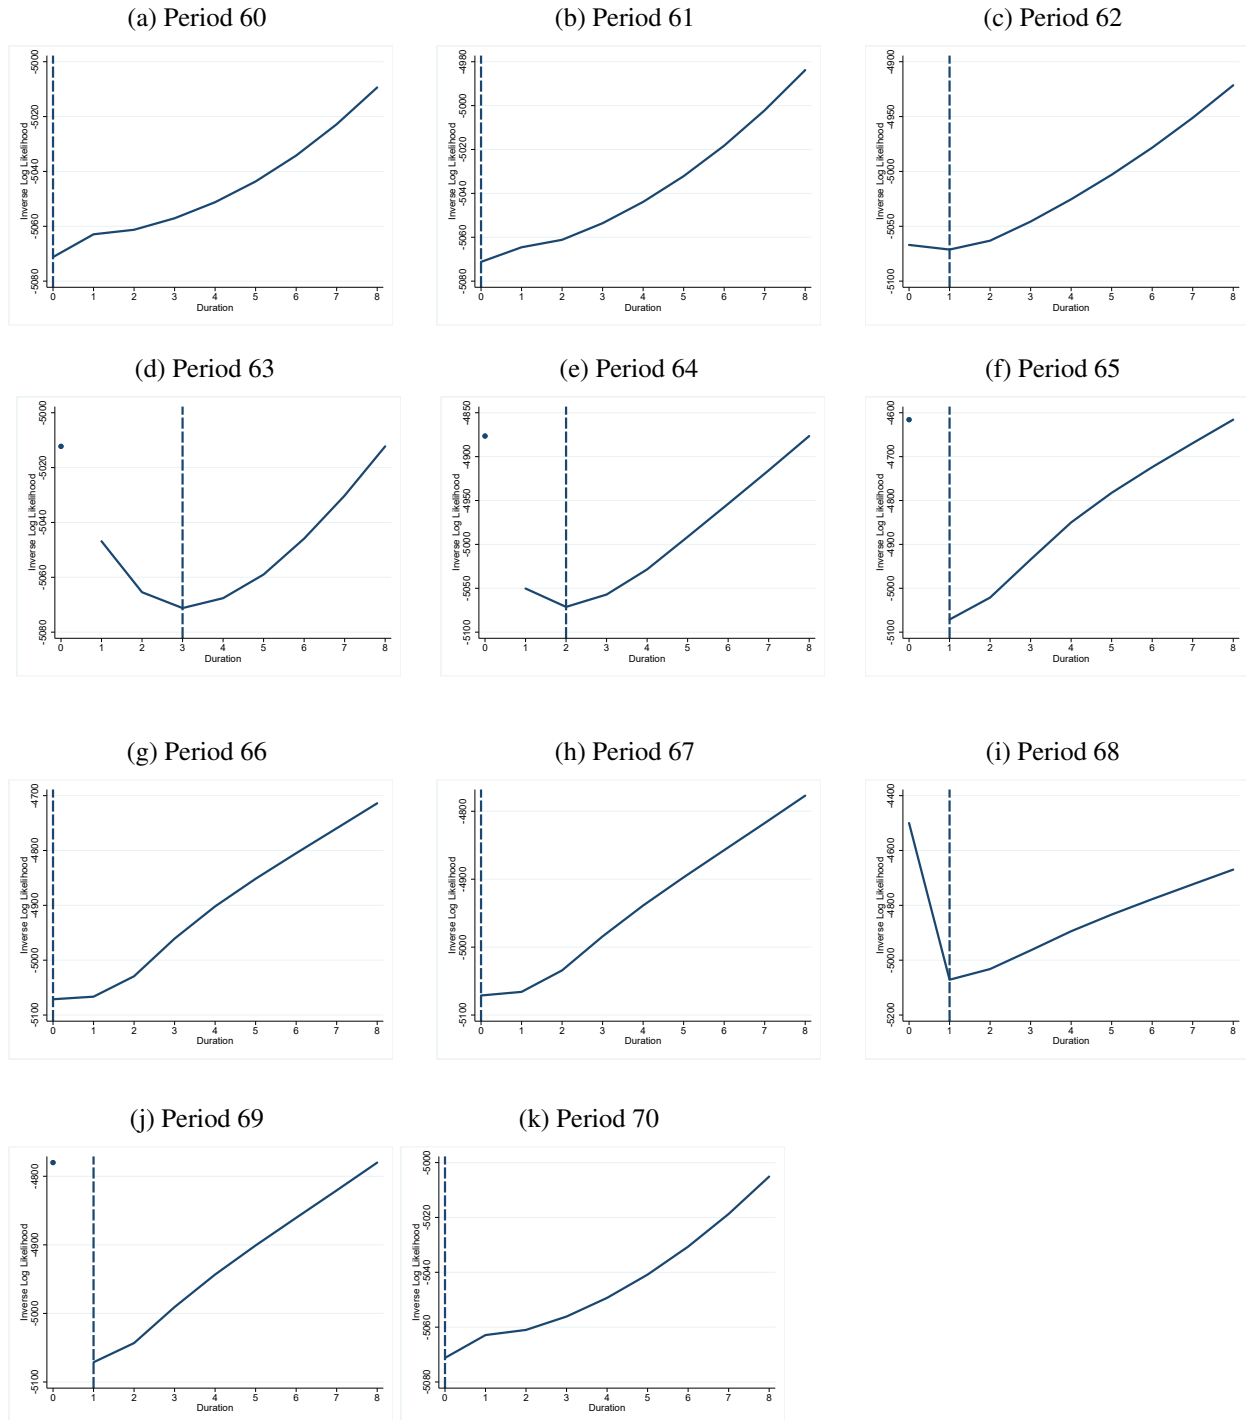 (a) Period 60
(b) Period 61
(c) Period 62
Inverse Log Likelihood
-5000
-5020
-5040
-5060
-5080
0 1 2 3 4 5 6 7 8
Duration
Inverse Log Likelihood
-4980
-5000
-5020
-5040
-5060
-5080
0 1 2 3 4 5 6 7 8
Duration
Inverse Log Likelihood
-4900
-4950
-5000
-5050
-5100
0 1 2 3 4 5 6 7 8
Duration
(d) Period 63
(e) Period 64
(f) Period 65
Inverse Log Likelihood
-5000
-5020
-5040
-5060
-5080
0 1 2 3 4 5 6 7 8
Duration
Inverse Log Likelihood
-4850
-4900
-4950
-5000
-5050
-5100
0 1 2 3 4 5 6 7 8
Duration
Inverse Log Likelihood
-4600
-4700
-4800
-4900
-5000
-5100
0 1 2 3 4 5 6 7 8
Duration
(g) Period 66
(h) Period 67
(i) Period 68
Inverse Log Likelihood
-4700
-4800
-4900
-5000
-5100
0 1 2 3 4 5 6 7 8
Duration
Inverse Log Likelihood
-4800
-4900
-5000
-5100
0 1 2 3 4 5 6 7 8
Duration
Inverse Log Likelihood
-4400
-4600
-4800
-5000
-5200
0 1 2 3 4 5 6 7 8
Duration
(j) Period 69
(k) Period 70
Inverse Log Likelihood
-4800
-4900
-5000
-5100
0 1 2 3 4 5 6 7 8
Duration
Inverse Log Likelihood
-5000
-5020
-5040
-5060
-5080
0 1 2 3 4 5 6 7 8
Duration